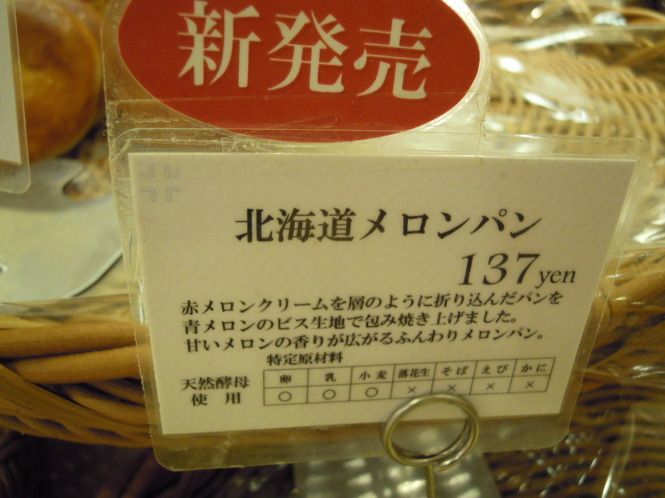 新発売
北海道メロンパン
137yen
赤メロンクリームを層のように折り込んだパンを
青メロンのビス生地で包み焼き上げました。
甘いメロンの香りが広がるふんわりメロンパン。
特定原材料
天然酵母
使用
卵 乳 小麦 落花生 そば えび かに
○ ○ ○ × × × ×